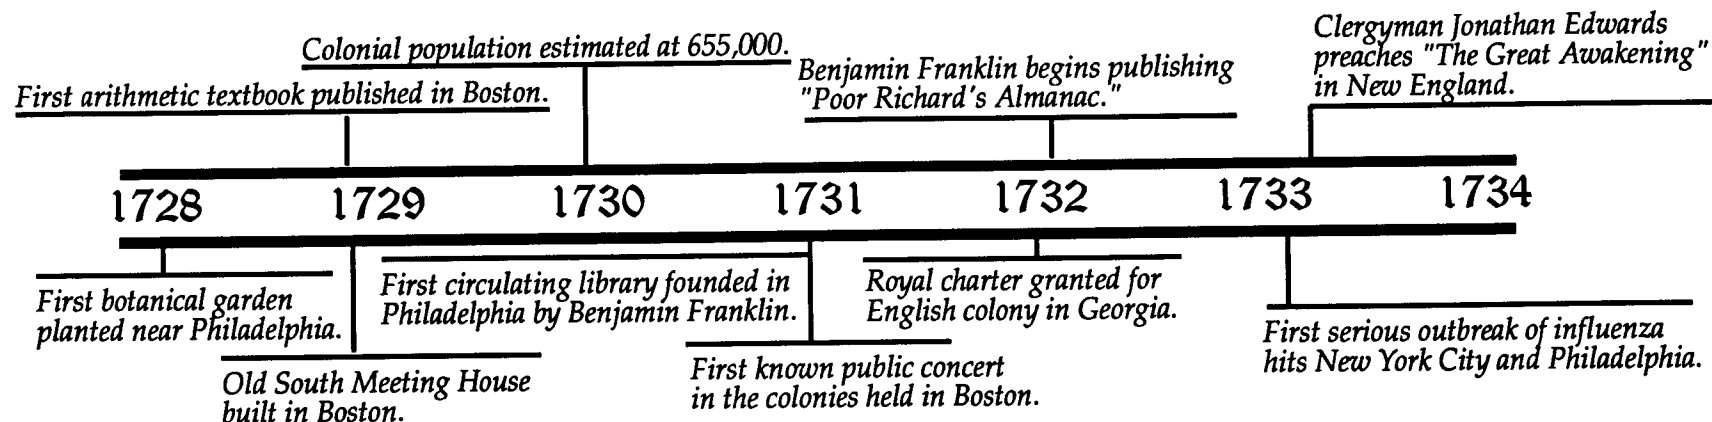 Colonial population estimated at 655,000.
First arithmetic textbook published in Boston.
Benjamin Franklin begins publishing
"Poor Richard's Almanac."
Clergyman Jonathan Edwards
preaches "The Great Awakening"
in New England.
1728 1729 1730 1731 1732 1733 1734
First botanical garden
planted near Philadelphia.
Old South Meeting House
built in Boston.
First circulating library founded in
Philadelphia by Benjamin Franklin.
First known public concert
in the colonies held in Boston.
Royal charter granted for
English colony in Georgia.
First serious outbreak of influenza
hits New York City and Philadelphia.